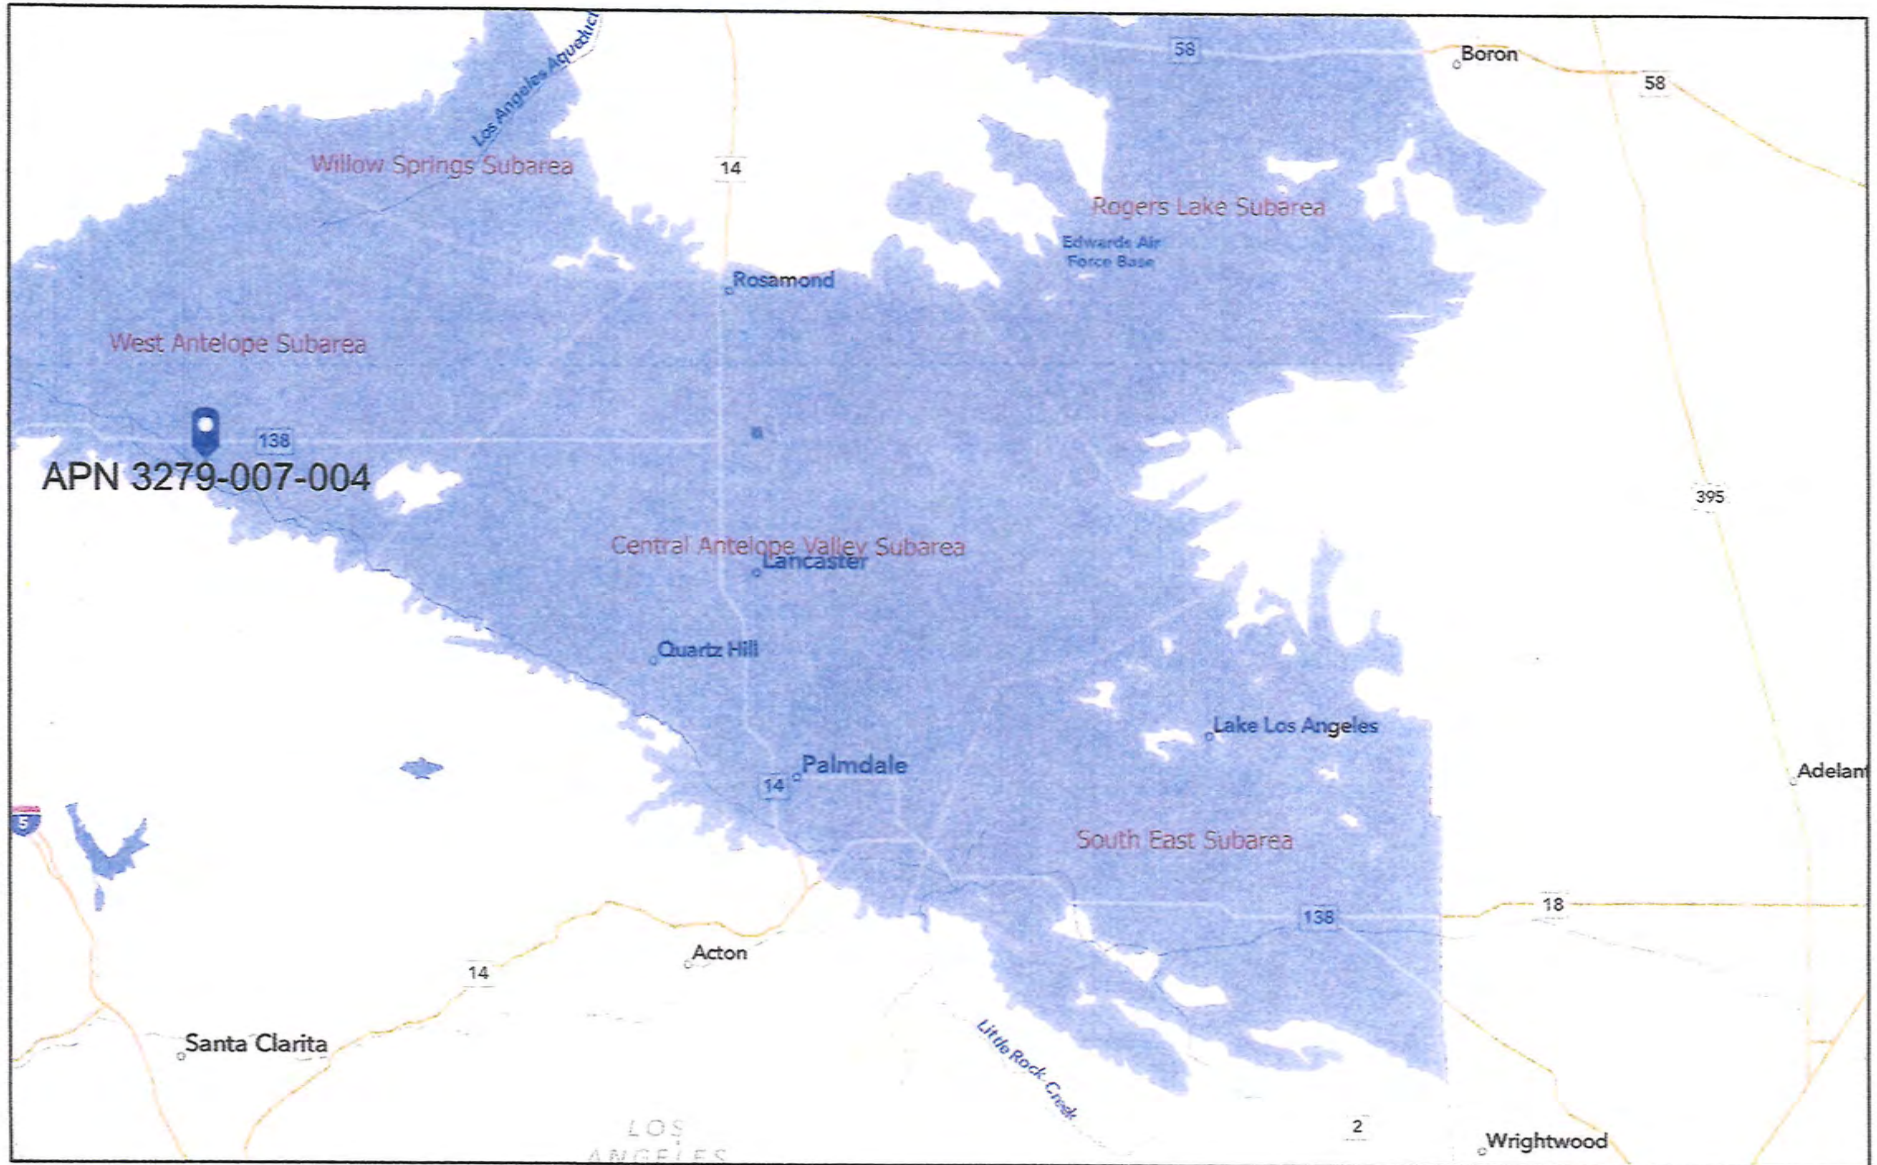 Los Angeles Aqueduct
58
Boron
58
Willow Springs Subarea
14
Rogers Lake Subarea
Edwards Air
Force Base
Rosamond
West Antelope Subarea
138
APN 3279-007-004
395
Central Antelope Valley Subarea
Lancaster
Quartz Hill
Lake Los Angeles
Palmdale
14
Adelan
5
South East Subarea
18
138
Acton
14
Santa Clarita
Little Rock Creek
LOS
ANGELES
2
Wrightwood